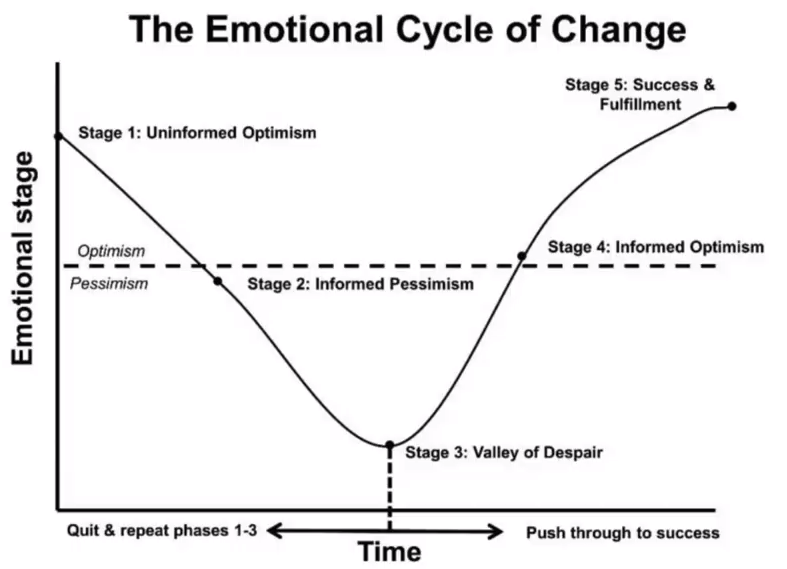 The Emotional Cycle of Change
Stage 5: Success &
Fulfillment
Stage 1: Uninformed Optimism
Emotional stage
Optimism
Stage 4: Informed Optimism
Pessimism
Stage 2: Informed Pessimism
Stage 3: Valley of Despair
Quit & repeat phases 1-3
Push through to success
Time